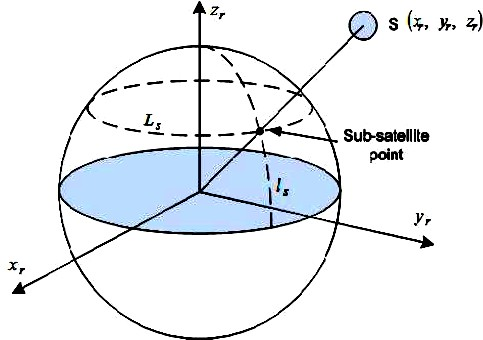 z_r
S (x_r, y_r, z_r)
L_s
Sub-satellite
point
l_s
y_r
x_r